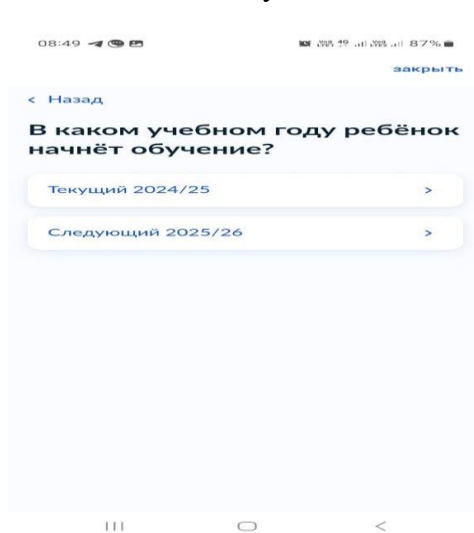 08:49 87%
закрыть
< Назад
В каком учебном году ребёнок
начнёт обучение?
Текущий 2024/25 >
Следующий 2025/26 >